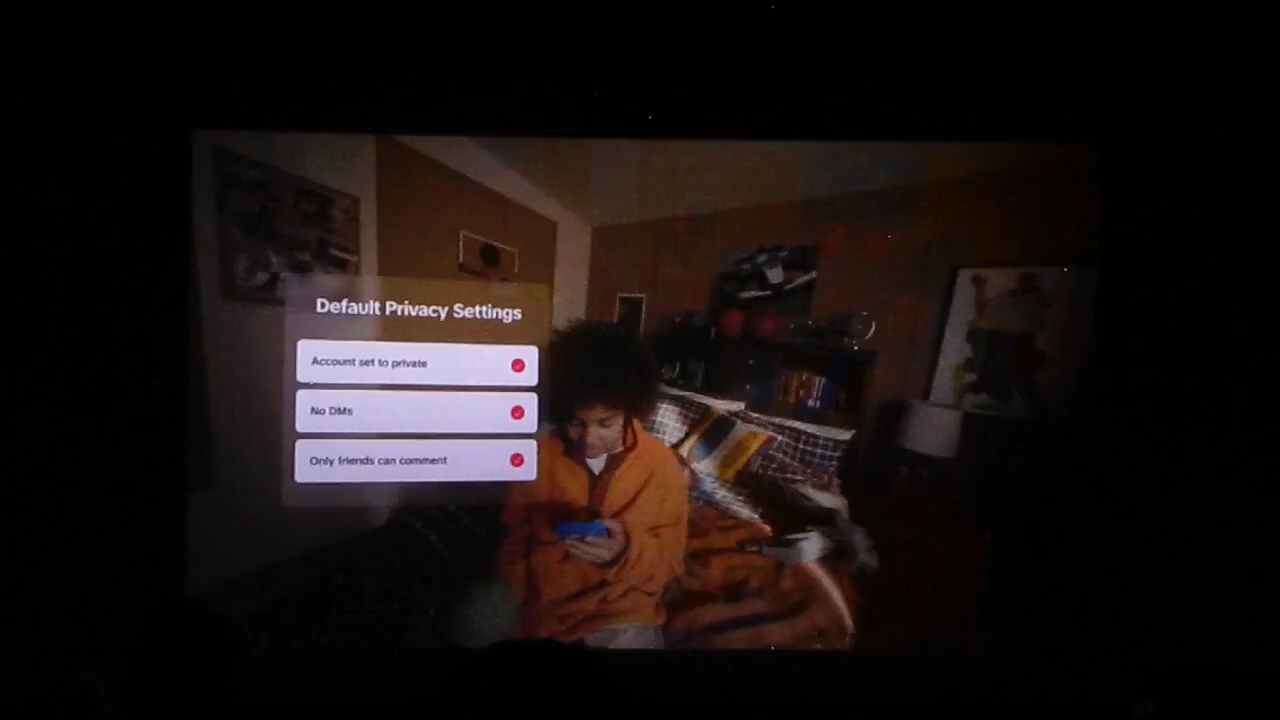 Default Privacy Settings
Account set to private
No DMs
Only friends can comment